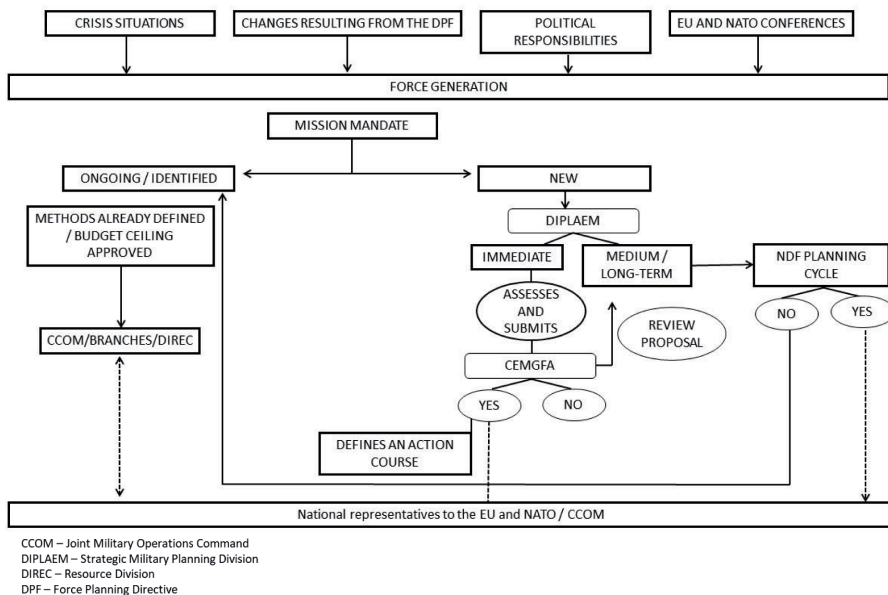 CRISIS SITUATIONS
CHANGES RESULTING FROM THE DPF
POLITICAL
RESPONSIBILITIES
EU AND NATO CONFERENCES
FORCE GENERATION
MISSION MANDATE
ONGOING / IDENTIFIED
NEW
METHODS ALREADY DEFINED
/ BUDGET CEILING
APPROVED
DIPLAEM
IMMEDIATE
MEDIUM /
LONG-TERM
NDF PLANNING
CYCLE
ASSESSES
AND
SUBMITS
REVIEW
PROPOSAL
NO
YES
CCOM/BRANCHES/DIREC
CEMGFA
YES
NO
DEFINES AN ACTION
COURSE
National representatives to the EU and NATO / CCOM
CCOM – Joint Military Operations Command
DIPLAEM – Strategic Military Planning Division
DIREC – Resource Division
DPF – Force Planning Directive